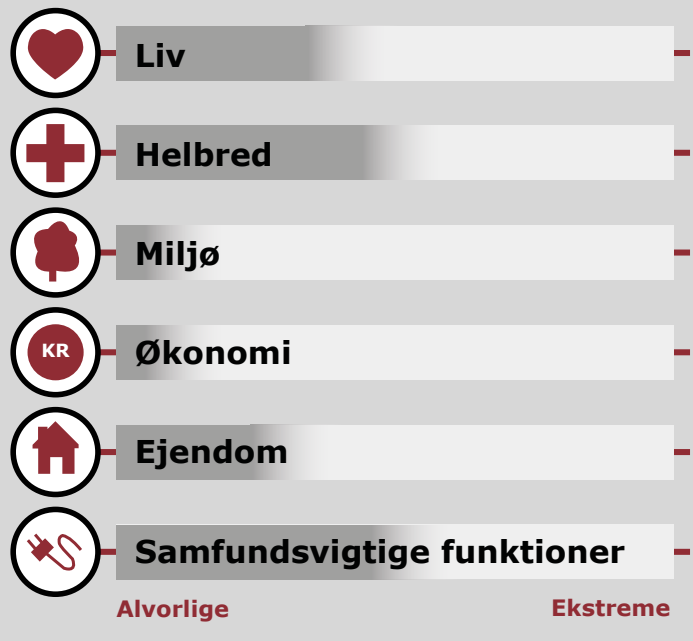 Liv
Helbred
Miljø
KR
Økonomi
Ejendom
Samfundsvigtige funktioner
Alvorlige
Ekstreme